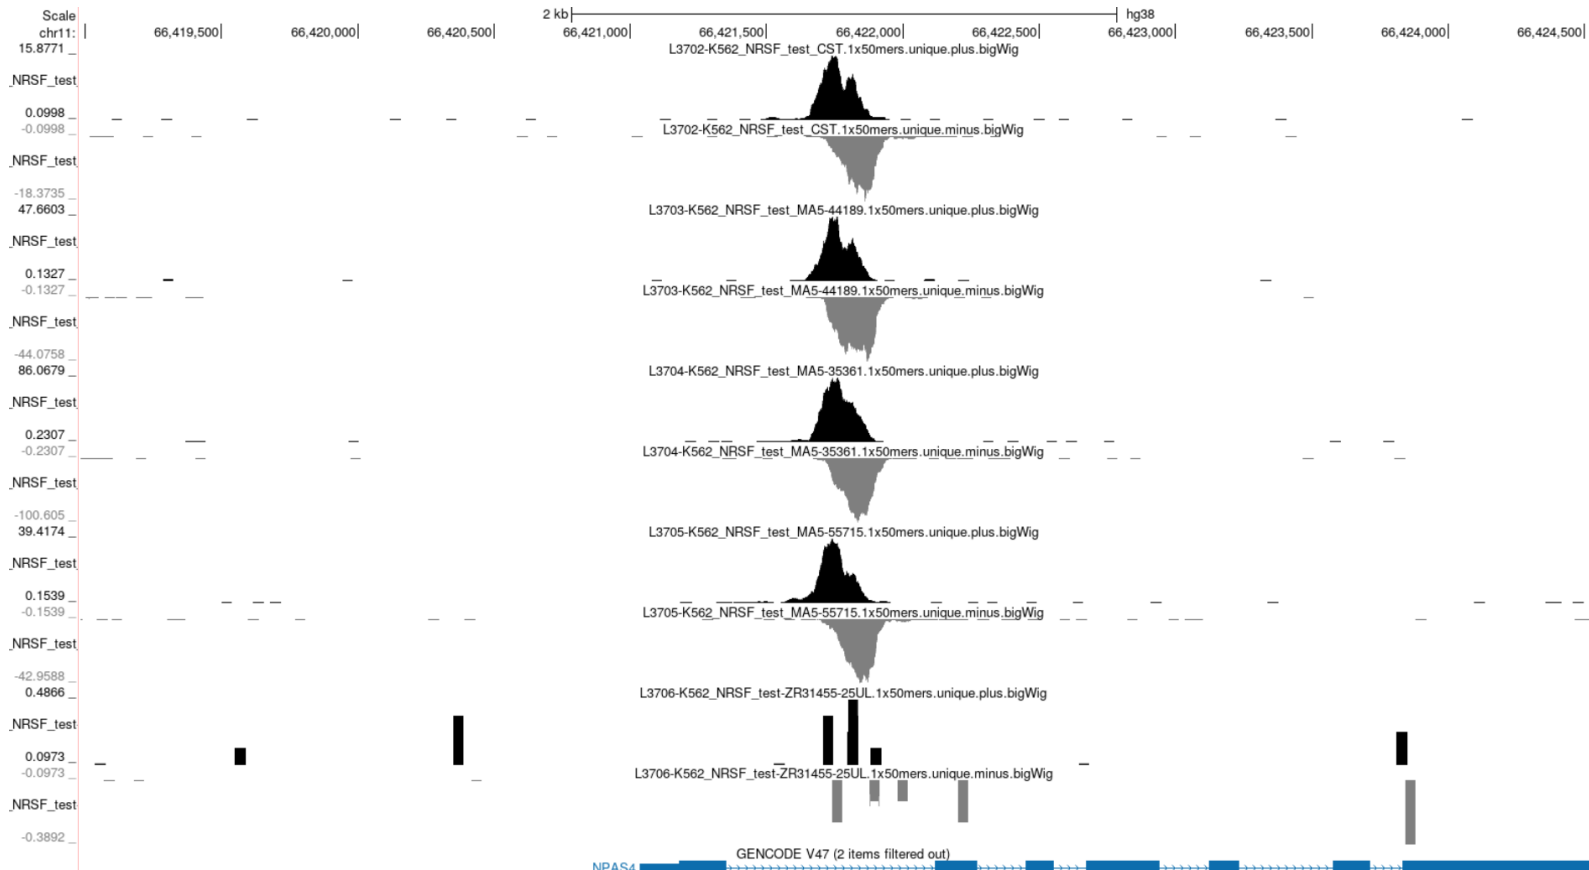 Scale 2 kb hg38
chr11: 66,419,500 66,420,000 66,420,500 66,421,000 66,421,500 66,422,000 66,422,500 66,423,000 66,423,500 66,424,000 66,424,500
L3702-K562_NRSF_test_CST.1x50mers.unique.plus.bigWig
15.8771 _
_NRSF_test
0.0998 _
L3702-K562_NRSF_test_CST.1x50mers.unique.minus.bigWig
-0.0998 _
_NRSF_test
-18.3735 _
L3703-K562_NRSF_test_MA5-44189.1x50mers.unique.plus.bigWig
47.6603 _
_NRSF_test
0.1327 _
L3703-K562_NRSF_test_MA5-44189.1x50mers.unique.minus.bigWig
-0.1327 _
_NRSF_test
-44.0758 _
L3704-K562_NRSF_test_MA5-35361.1x50mers.unique.plus.bigWig
86.0679 _
_NRSF_test
0.2307 _
L3704-K562_NRSF_test_MA5-35361.1x50mers.unique.minus.bigWig
-0.2307 _
_NRSF_test
-100.605 _
L3705-K562_NRSF_test_MA5-55715.1x50mers.unique.plus.bigWig
39.4174 _
_NRSF_test
0.1539 _
L3705-K562_NRSF_test_MA5-55715.1x50mers.unique.minus.bigWig
-0.1539 _
_NRSF_test
-42.9588 _
L3706-K562_NRSF_test-ZR31455-25UL.1x50mers.unique.plus.bigWig
0.4866 _
_NRSF_test
0.0973 _
L3706-K562_NRSF_test-ZR31455-25UL.1x50mers.unique.minus.bigWig
-0.0973 _
_NRSF_test
-0.3892 _
GENCODE V47 (2 items filtered out)
NPAS4